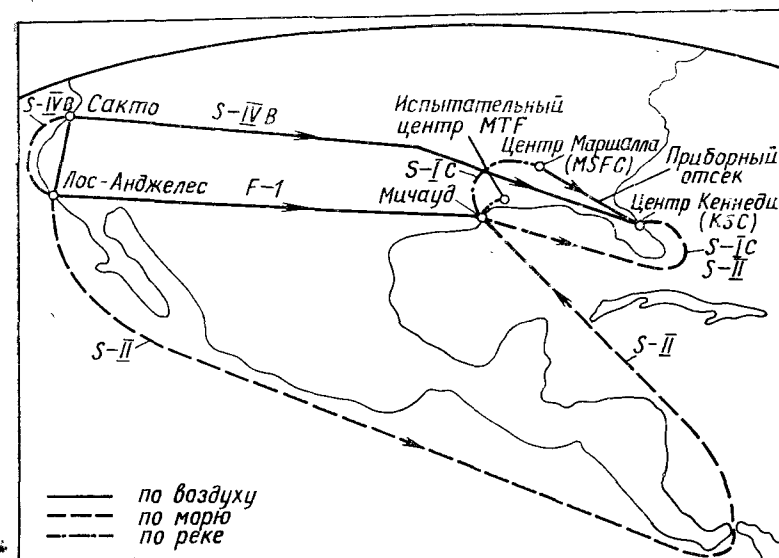 S-IVB
Сакто
S-IVB
Испытательный
центр MTF
Центр Маршалла
(MSFC)
Приборный
отсек
S-IC
Лос-Анджелес
F-1
Мичауд
Центр Кеннеди
(KSC)
S-IC
S-II
S-II
S-II
по воздуху
по морю
по реке